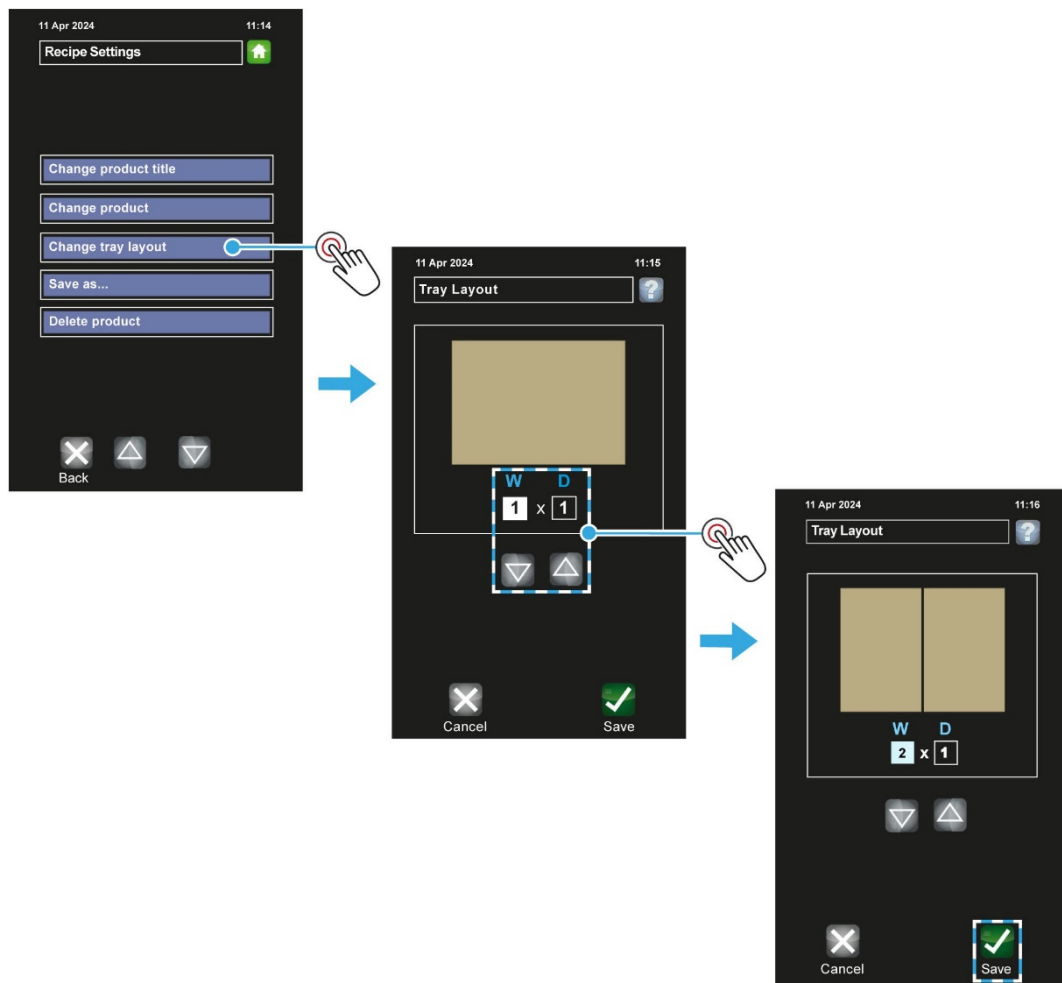 11 Apr 2024 11:14
Recipe Settings
Change product title
Change product
Change tray layout
Save as...
Delete product
Back
11 Apr 2024 11:15
Tray Layout ?
W D
1 x 1
Cancel Save
11 Apr 2024 11:16
Tray Layout ?
W D
2 x 1
Cancel Save